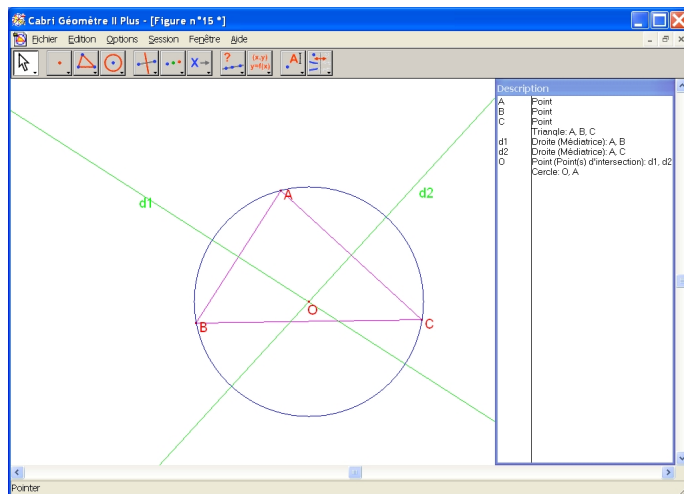 Cabri Géomètre II Plus - [Figure n°15 *]
Fichier Edition Options Session Fenêtre Aide
? (x,y) y=f(x) A
Description
A Point
B Point
C Point
Triangle: A, B, C
d1 Droite (Médiatrice): A, B
d2 Droite (Médiatrice): A, C
O Point (Point(s) d'intersection): d1, d2
Cercle: O, A
d1
A
d2
O
B
C
Pointer